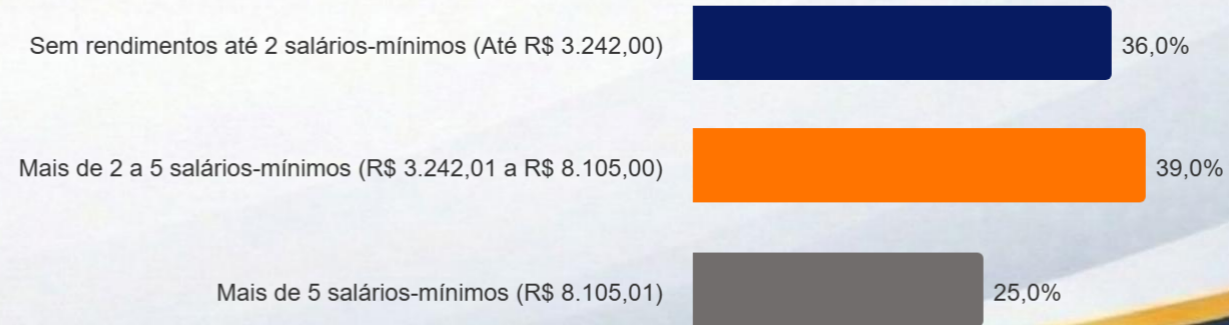 Sem rendimentos até 2 salários-mínimos (Até R$ 3.242,00) 36,0%
Mais de 2 a 5 salários-mínimos (R$ 3.242,01 a R$ 8.105,00) 39,0%
Mais de 5 salários-mínimos (R$ 8.105,01) 25,0%